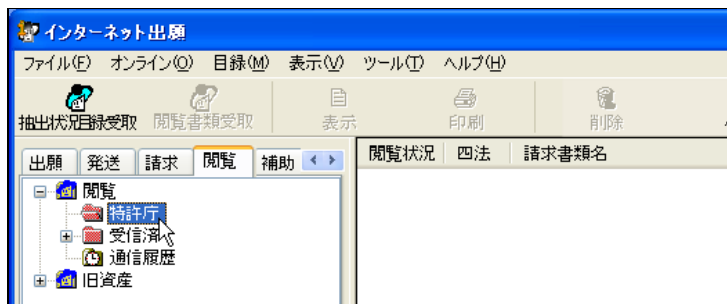 インターネット出願
ファイル(F) オンライン(O) 目録(M) 表示(V) ツール(T) ヘルプ(H)
抽出状況目録受取 閲覧書類受取 表示 印刷 削除
出願 発送 請求 閲覧 補助
閲覧状況 四法 請求書類名
閲覧
特許庁
受信済
通信履歴
旧資産